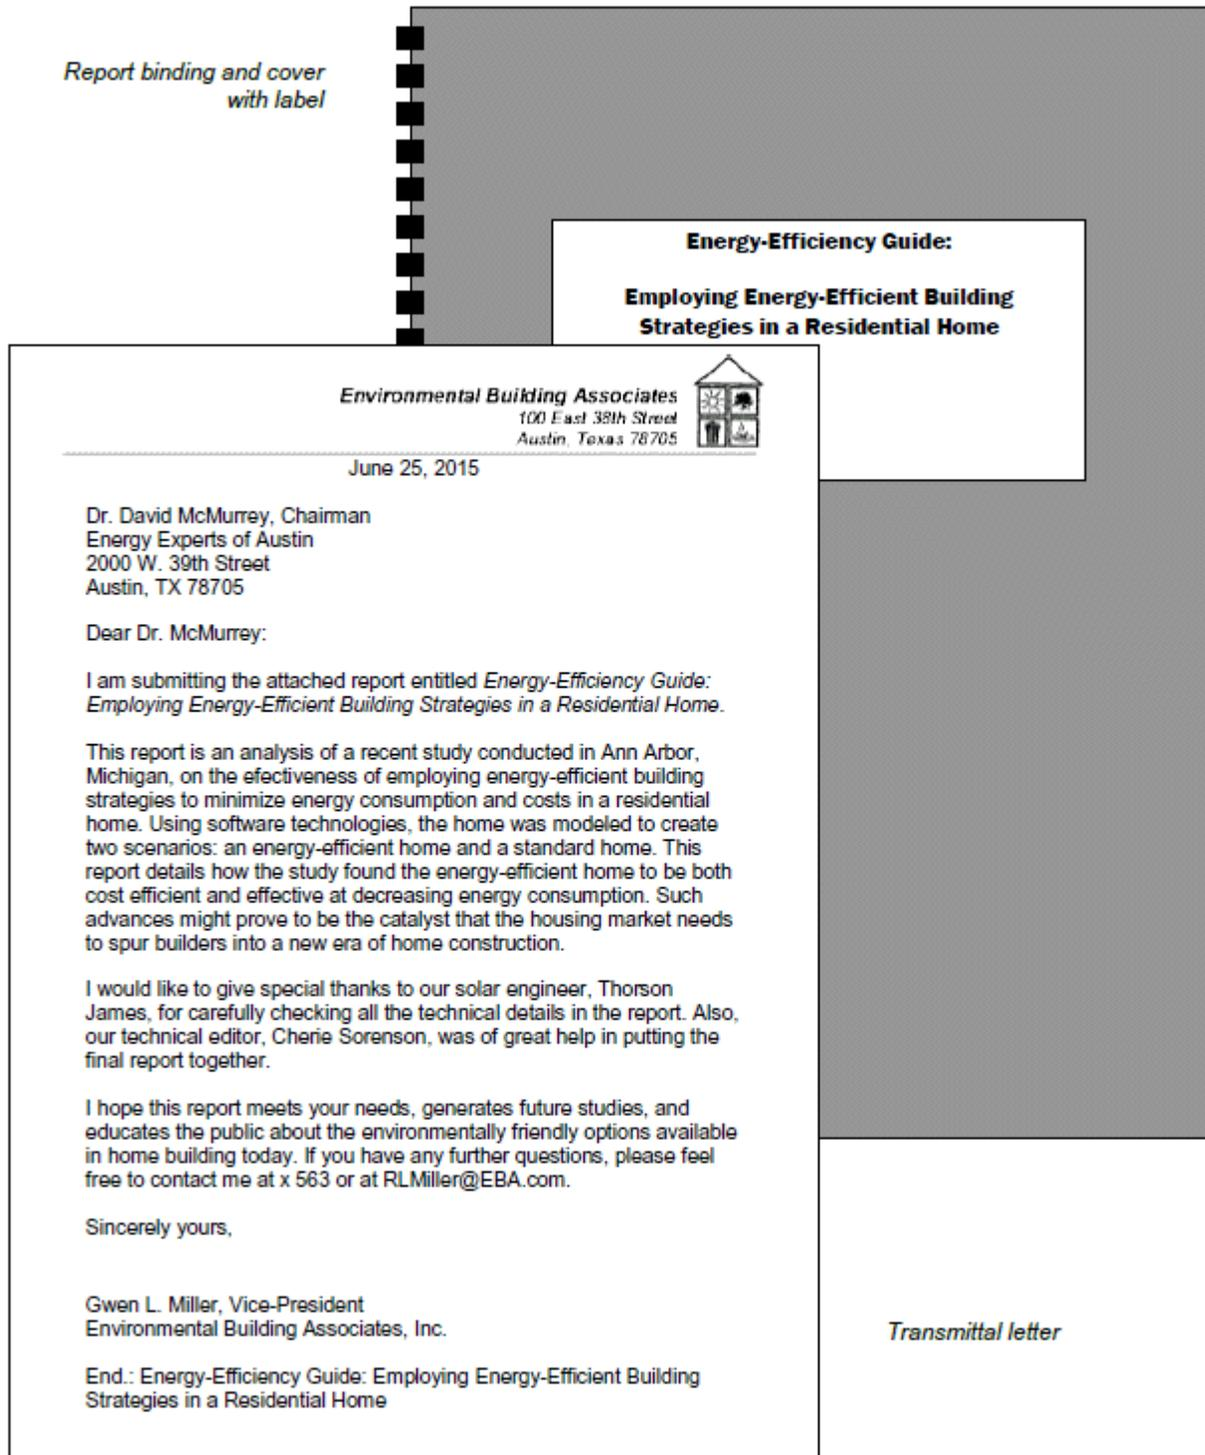 Report binding and cover
with label
Energy-Efficiency Guide:
Employing Energy-Efficient Building
Strategies in a Residential Home
Environmental Building Associates
100 East 38th Street
Austin, Texas 78705
June 25, 2015
Dr. David McMurrey, Chairman
Energy Experts of Austin
2000 W. 39th Street
Austin, TX 78705
Dear Dr. McMurrey:
I am submitting the attached report entitled Energy-Efficiency Guide:
Employing Energy-Efficient Building Strategies in a Residential Home.
This report is an analysis of a recent study conducted in Ann Arbor,
Michigan, on the efectiveness of employing energy-efficient building
strategies to minimize energy consumption and costs in a residential
home. Using software technologies, the home was modeled to create
two scenarios: an energy-efficient home and a standard home. This
report details how the study found the energy-efficient home to be both
cost efficient and effective at decreasing energy consumption. Such
advances might prove to be the catalyst that the housing market needs
to spur builders into a new era of home construction.
I would like to give special thanks to our solar engineer, Thorson
James, for carefully checking all the technical details in the report. Also,
our technical editor, Cherie Sorenson, was of great help in putting the
final report together.
I hope this report meets your needs, generates future studies, and
educates the public about the environmentally friendly options available
in home building today. If you have any further questions, please feel
free to contact me at x 563 or at RLMiller@EBA.com.
Sincerely yours,
Gwen L. Miller, Vice-President
Environmental Building Associates, Inc.
End.: Energy-Efficiency Guide: Employing Energy-Efficient Building
Strategies in a Residential Home
Transmittal letter